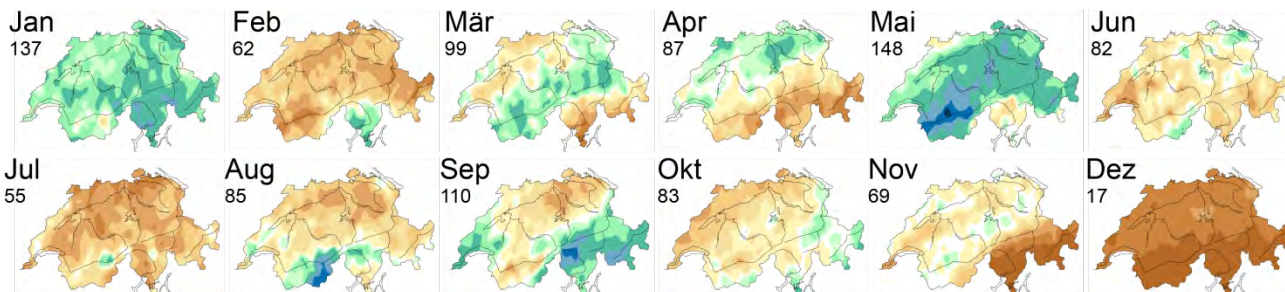 Jan
137
Feb
62
Mär
99
Apr
87
Mai
148
Jun
82
Jul
55
Aug
85
Sep
110
Okt
83
Nov
69
Dez
17